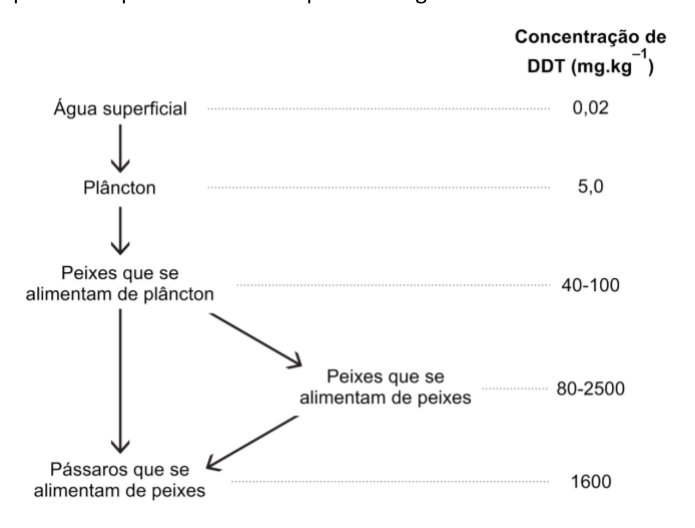 Concentração de
DDT (mg.kg⁻¹)
Água superficial 0,02
Plâncton 5,0
Peixes que se
alimentam de plâncton 40-100
Peixes que se
alimentam de peixes 80-2500
Pássaros que se
alimentam de peixes 1600